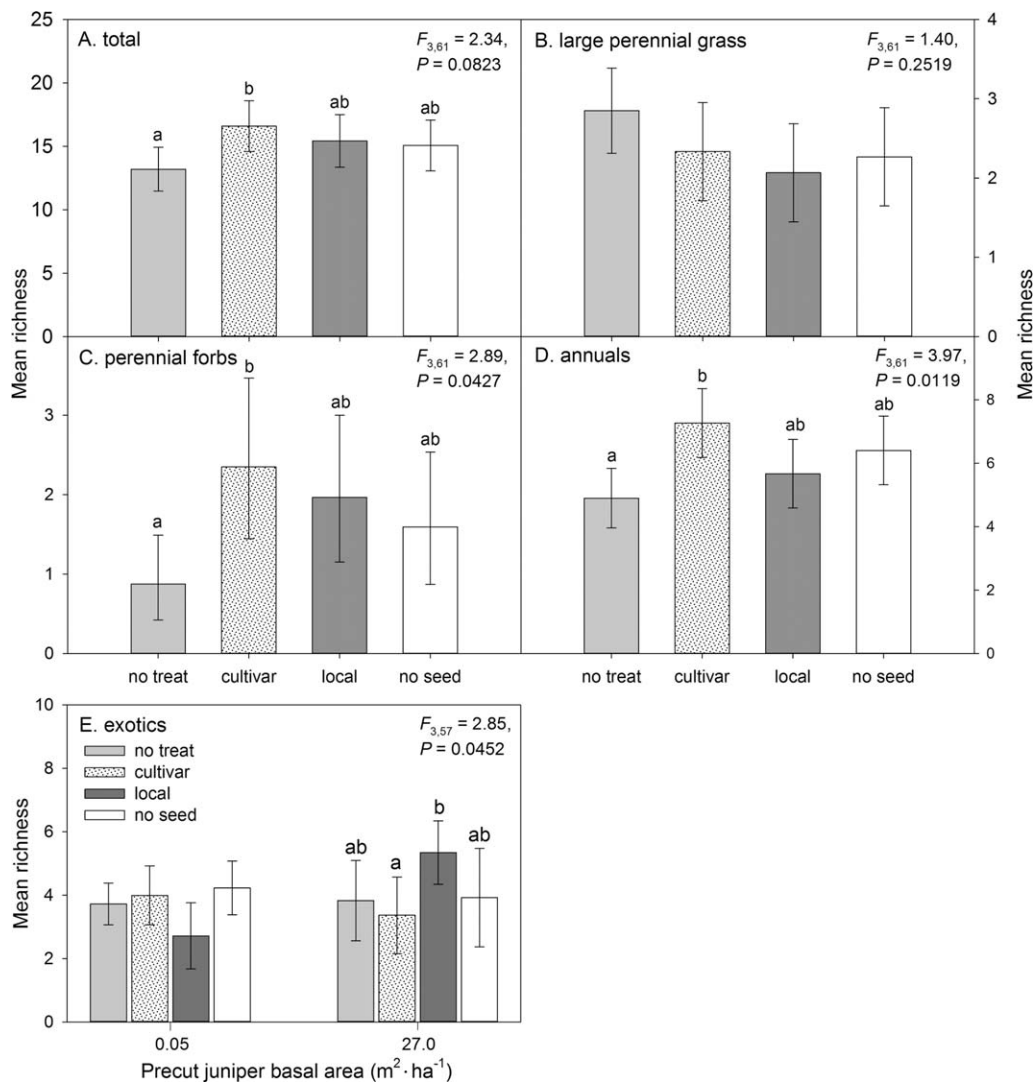 25
20
15
10
5
0
A. total
F3,61 = 2.34,
P = 0.0823
a
b
ab
ab
B. large perennial grass
F3,61 = 1.40,
P = 0.2519
4
3
2
1
0
Mean richness
Mean richness
C. perennial forbs
F3,61 = 2.89,
P = 0.0427
3
2
1
0
a
b
ab
ab
no treat
cultivar
local
no seed
D. annuals
F3,61 = 3.97,
P = 0.0119
8
6
4
2
0
a
b
ab
ab
no treat
cultivar
local
no seed
E. exotics
F3,57 = 2.85,
P = 0.0452
no treat
cultivar
local
no seed
10
8
6
4
2
0
Mean richness
ab
a
b
ab
0.05
27.0
Precut juniper basal area (m²·ha⁻¹)